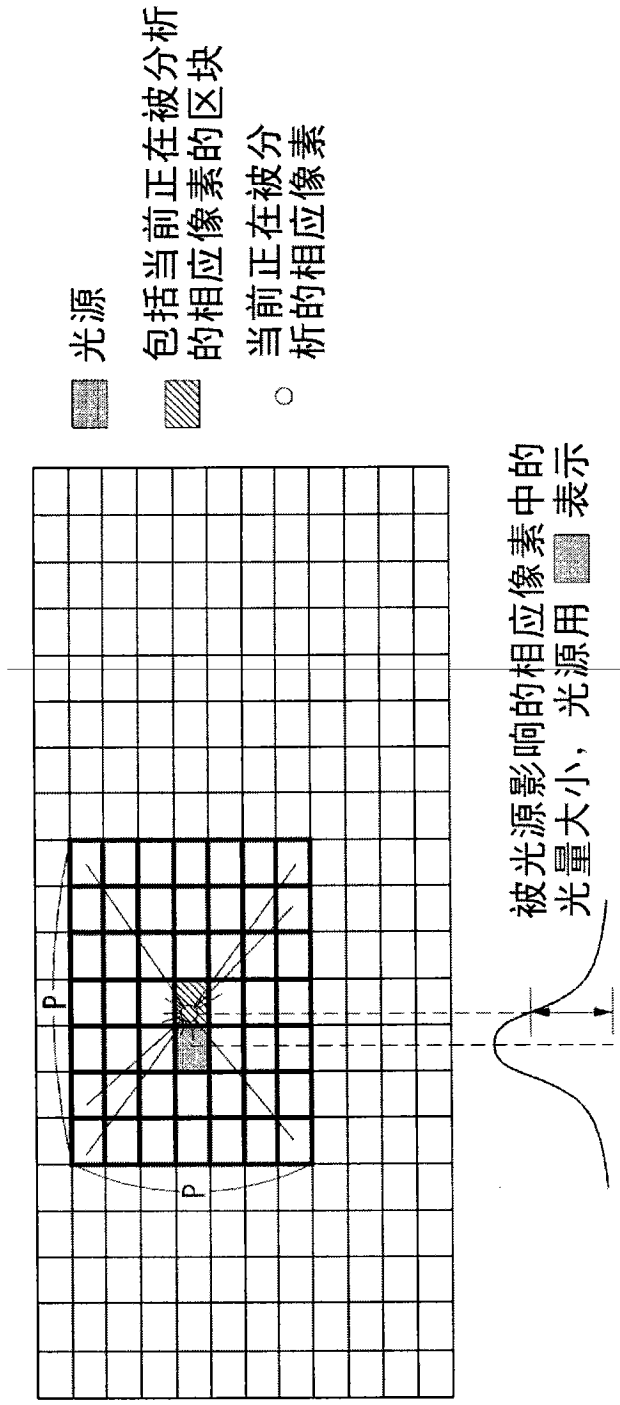 光源
包括当前正在被分析
的相应像素的区块
当前正在被分
析的相应像素
P
P
被光源影响的相应像素中的
光量大小，光源用 表示